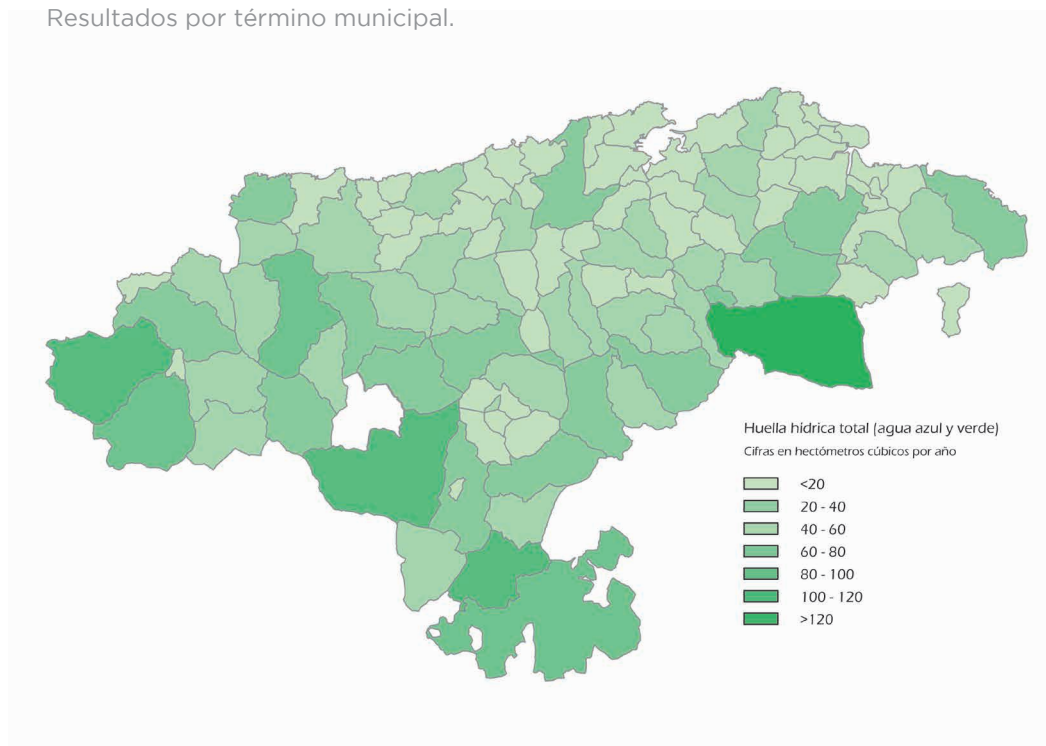 Resultados por término municipal.
Huella hídrica total (agua azul y verde)
Cifras en hectómetros cúbicos por año
<20
20 - 40
40 - 60
60 - 80
80 - 100
100 - 120
>120